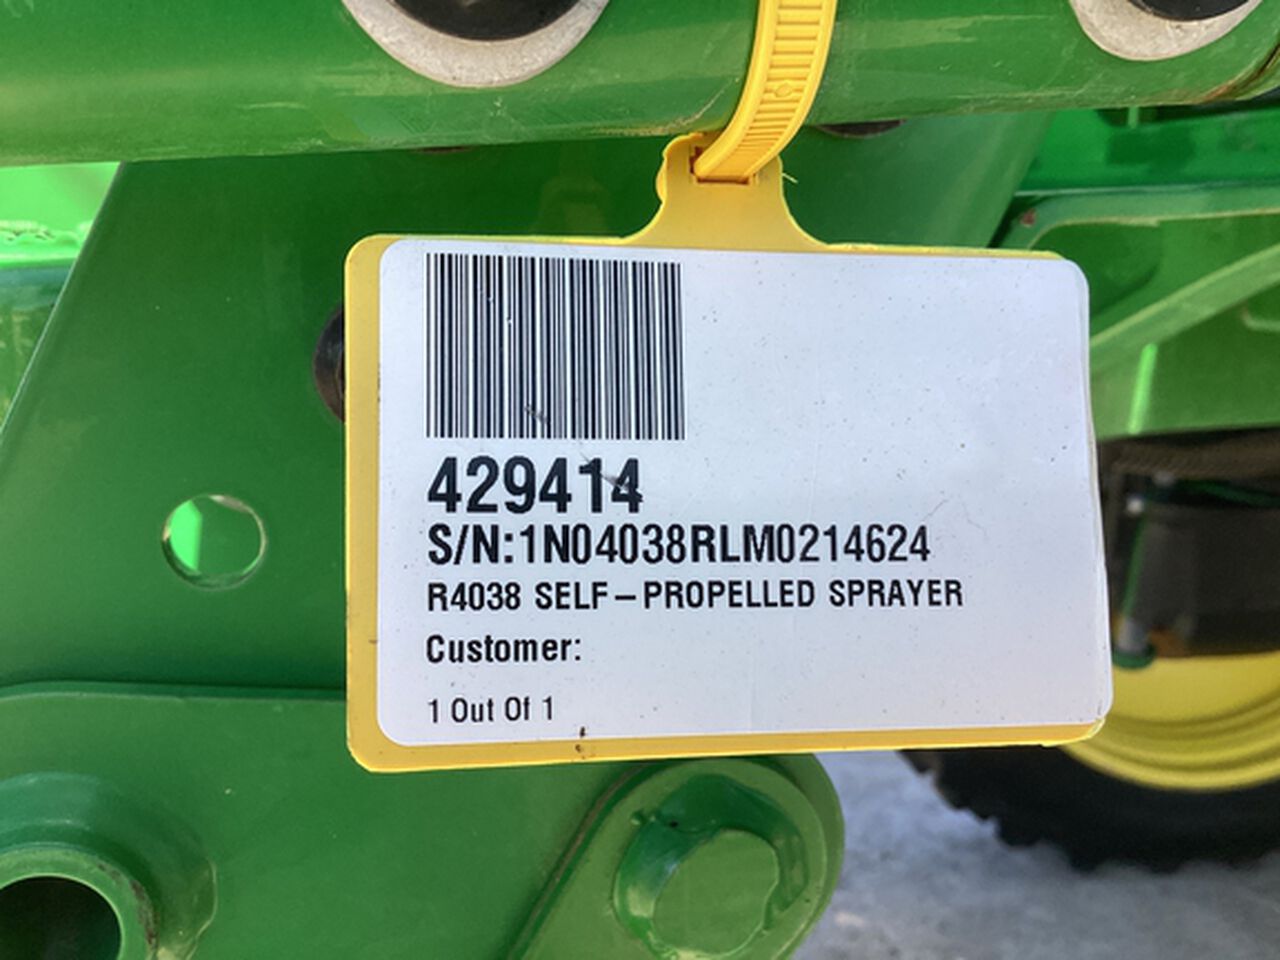 429414
S/N:1N04038RLM0214624
R4038 SELF-PROPELLED SPRAYER
Customer:
1 Out Of 1